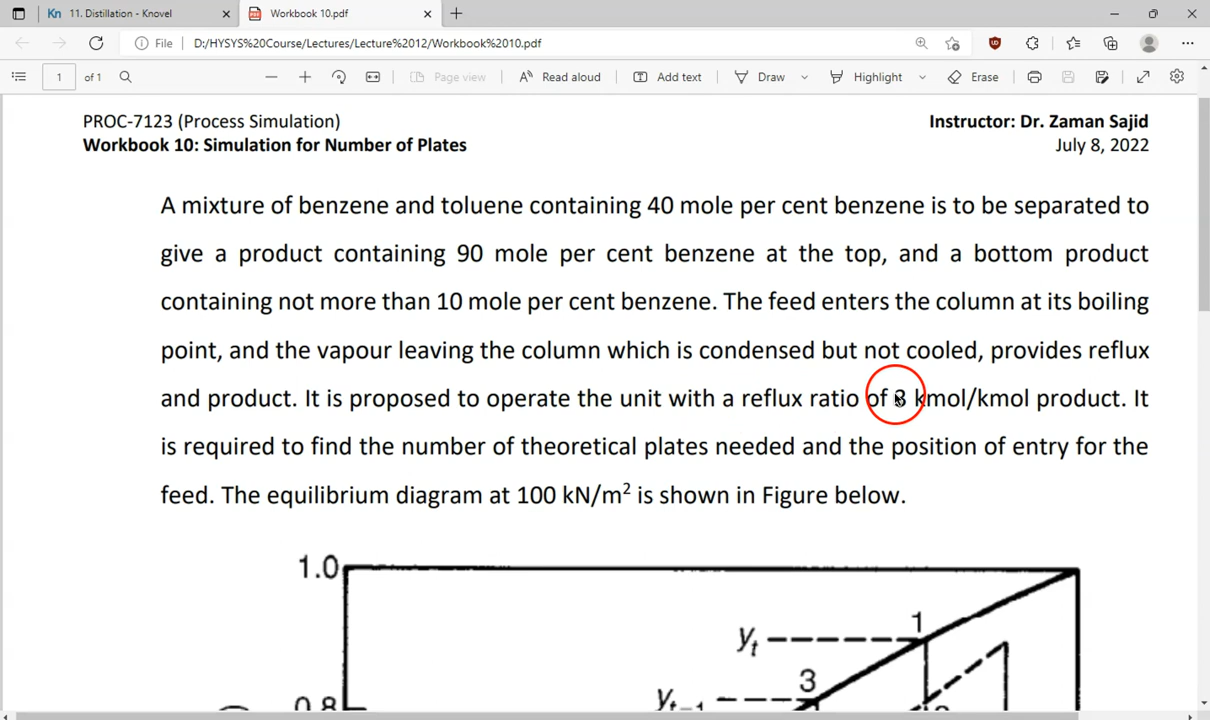 Kn 11. Distillation - Knovel
Workbook 10.pdf
File D:/HYSYS%20Course/Lectures/Lecture%2012/Workbook%2010.pdf
1 of 1 Page view Read aloud Add text Draw Highlight Erase
PROC-7123 (Process Simulation) Instructor: Dr. Zaman Sajid
Workbook 10: Simulation for Number of Plates July 8, 2022
A mixture of benzene and toluene containing 40 mole per cent benzene is to be separated to
give a product containing 90 mole per cent benzene at the top, and a bottom product
containing not more than 10 mole per cent benzene. The feed enters the column at its boiling
point, and the vapour leaving the column which is condensed but not cooled, provides reflux
and product. It is proposed to operate the unit with a reflux ratio of 3 kmol/kmol product. It
is required to find the number of theoretical plates needed and the position of entry for the
feed. The equilibrium diagram at 100 kN/m² is shown in Figure below.
1.0
1
yt
3
yt−1
0.8